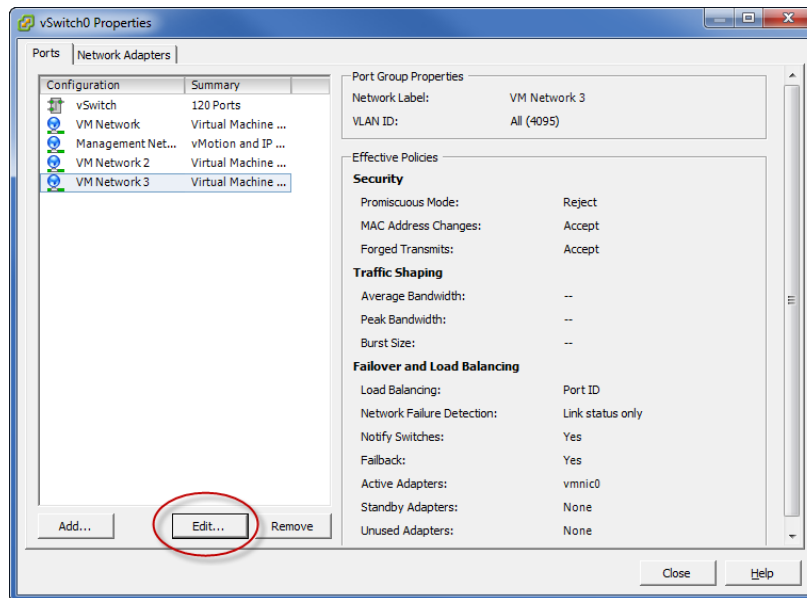 vSwitch0 Properties
Ports Network Adapters
Configuration Summary
vSwitch 120 Ports
VM Network Virtual Machine ...
Management Net... vMotion and IP ...
VM Network 2 Virtual Machine ...
VM Network 3 Virtual Machine ...
Add... Edit... Remove
Port Group Properties
Network Label: VM Network 3
VLAN ID: All (4095)
Effective Policies
Security
Promiscuous Mode: Reject
MAC Address Changes: Accept
Forged Transmits: Accept
Traffic Shaping
Average Bandwidth: --
Peak Bandwidth: --
Burst Size: --
Failover and Load Balancing
Load Balancing: Port ID
Network Failure Detection: Link status only
Notify Switches: Yes
Failback: Yes
Active Adapters: vmnic0
Standby Adapters: None
Unused Adapters: None
Close Help